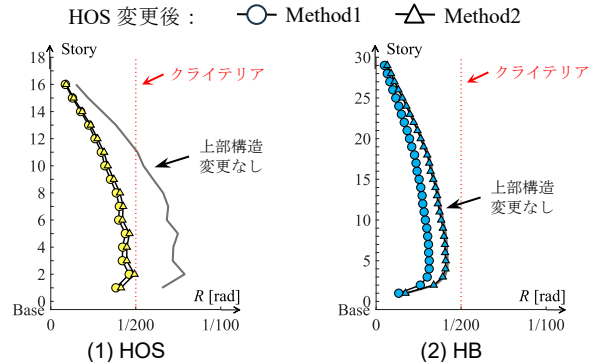 HOS 変更後： Method1 Method2
Story
18
16
14
12
10
8
6
4
2
0
Base
クライテリア
上部構造
変更なし
R [rad]
0 1/200 1/100
(1) HOS
Story
30
25
20
15
10
5
0
Base
クライテリア
上部構造
変更なし
R [rad]
0 1/200 1/100
(2) HB